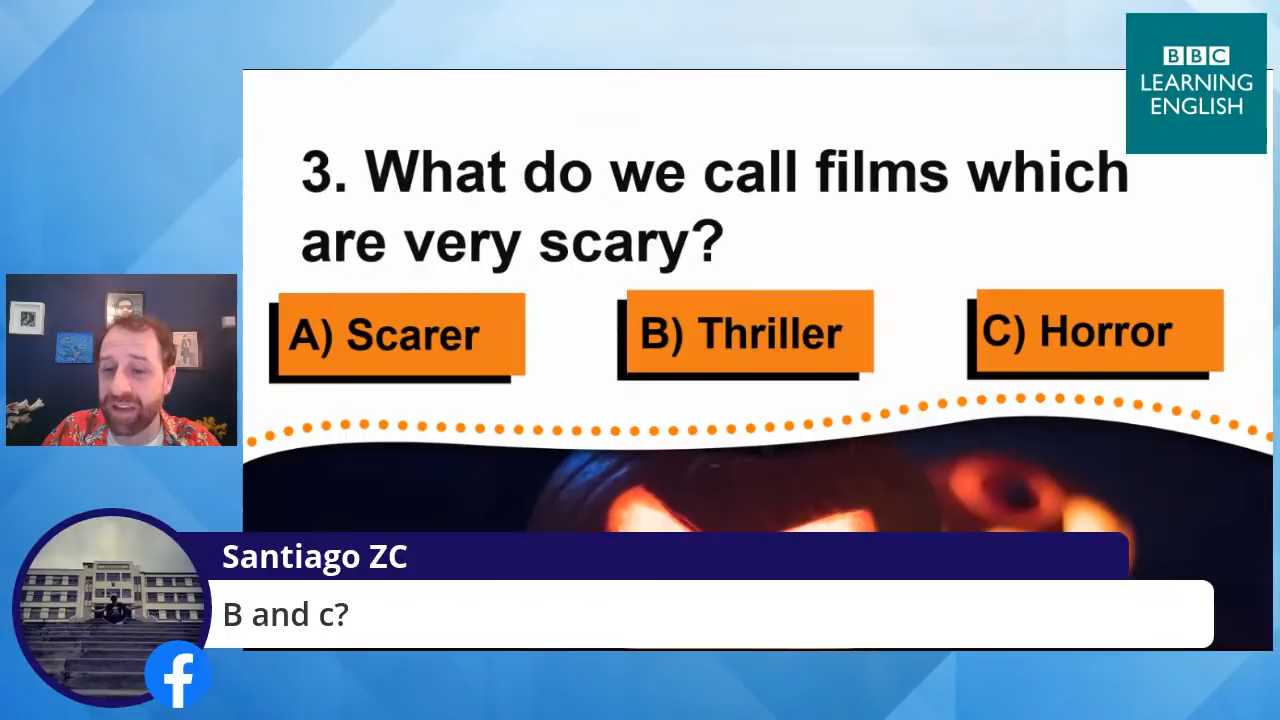 BBC
LEARNING
ENGLISH
3. What do we call films which
are very scary?
A) Scarer
B) Thriller
C) Horror
Santiago ZC
B and c?